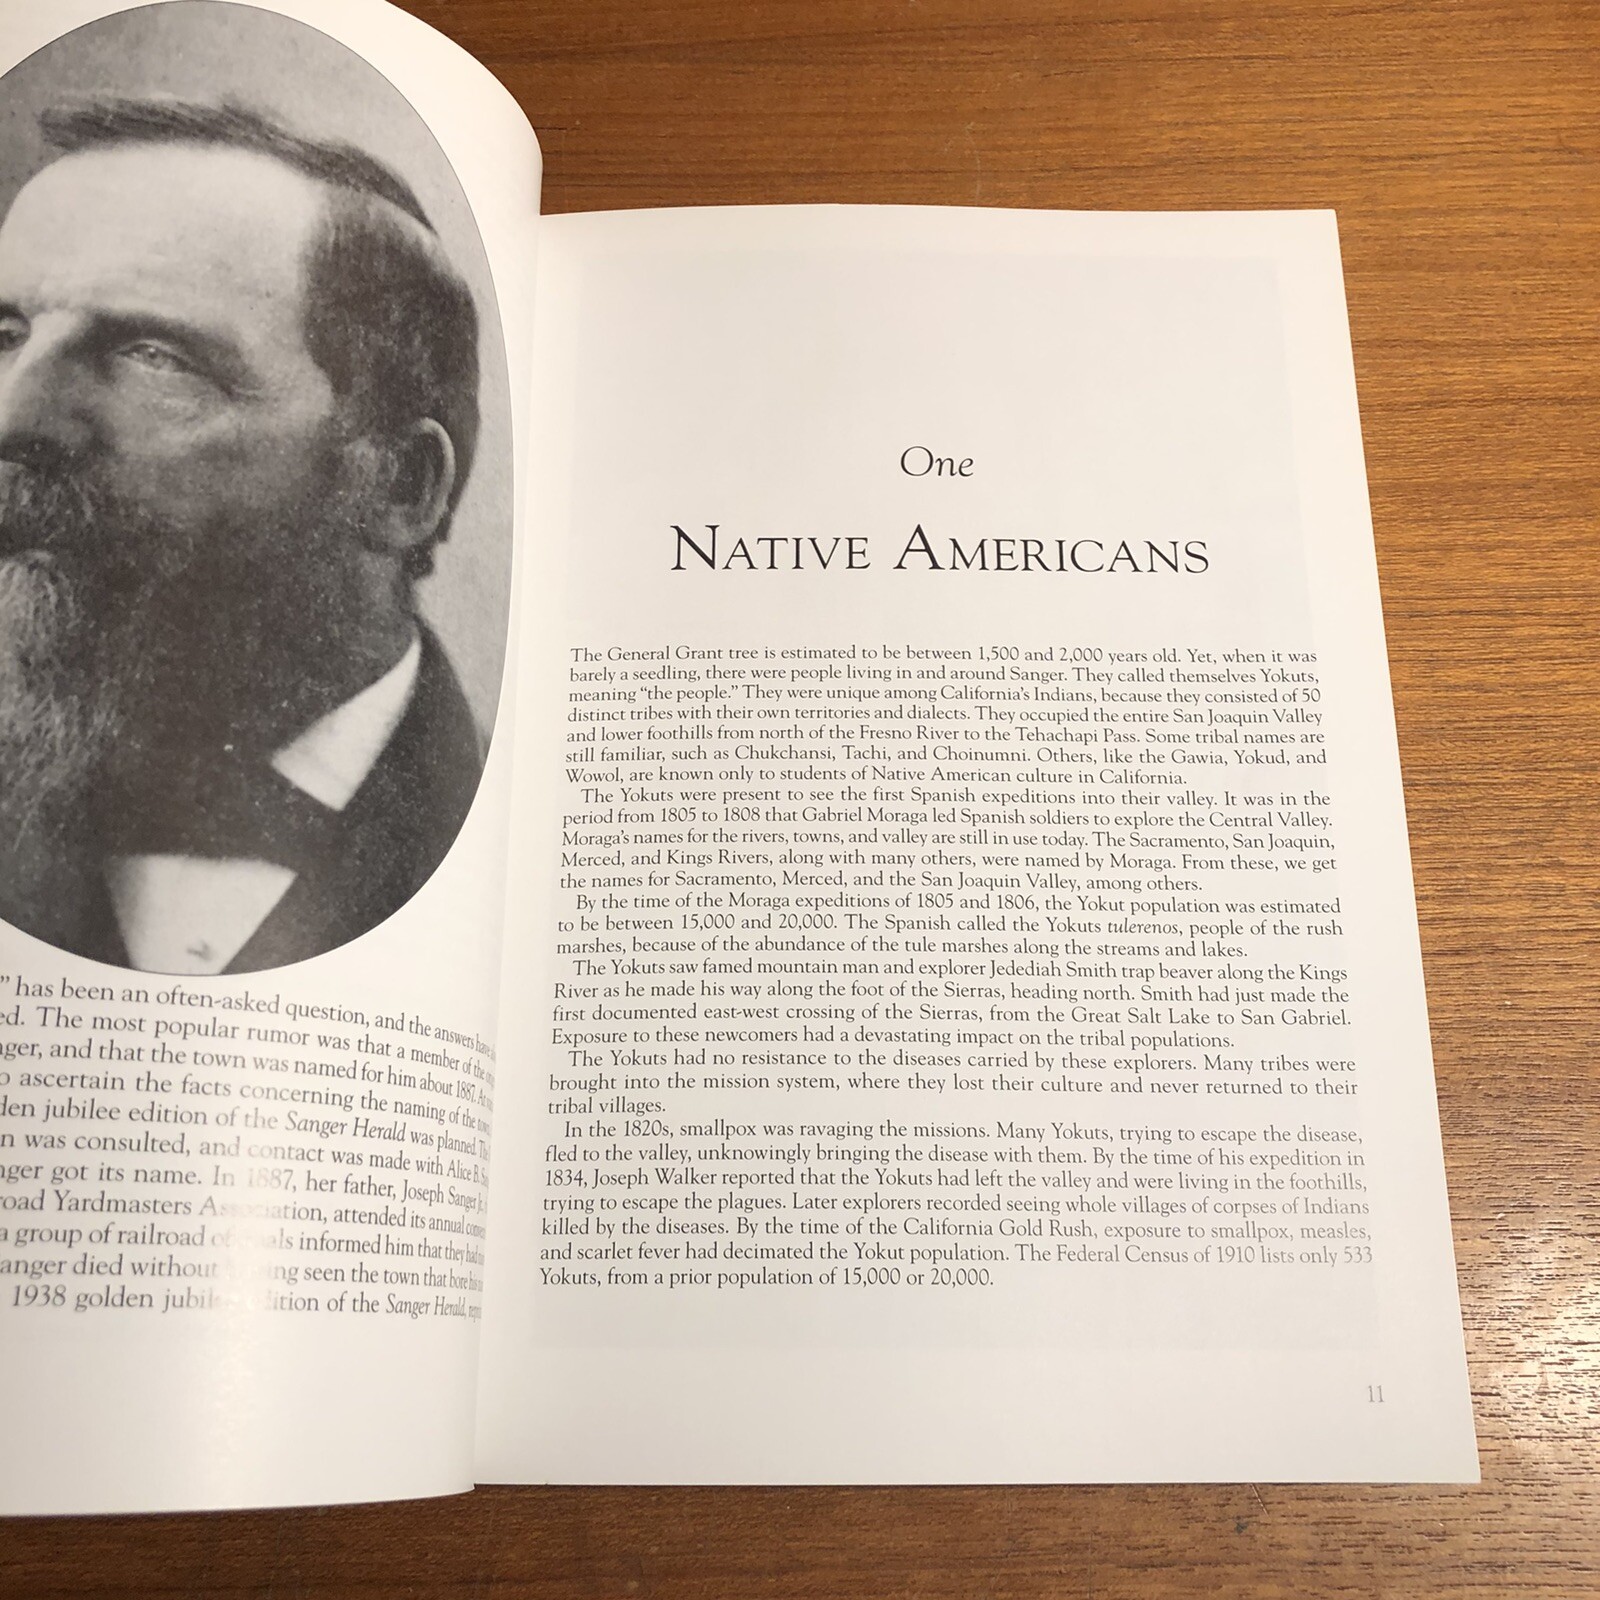 " has been an often-asked question, and the answers have
ed. The most popular rumor was that a member of the
nger, and that the town was named for him about 1887. At
o ascertain the facts concerning the naming of the town,
den jubilee edition of the Sanger Herald was planned. The
n was consulted, and contact was made with Alice B.
nger got its name. In 1887, her father, Joseph Sanger Jr.,
road Yardmasters Association, attended its annual
a group of railroad informed him that they had
anger died without seen the town that bore his
1938 golden of the Sanger Herald,
One
NATIVE AMERICANS
The General Grant tree is estimated to be between 1,500 and 2,000 years old. Yet, when it was
barely a seedling, there were people living in and around Sanger. They called themselves Yokuts,
meaning “the people.” They were unique among California’s Indians, because they consisted of 50
distinct tribes with their own territories and dialects. They occupied the entire San Joaquin Valley
and lower foothills from north of the Fresno River to the Tehachapi Pass. Some tribal names are
still familiar, such as Chukchansi, Tachi, and Choinumni. Others, like the Gawia, Yokud, and
Wowol, are known only to students of Native American culture in California.
The Yokuts were present to see the first Spanish expeditions into their valley. It was in the
period from 1805 to 1808 that Gabriel Moraga led Spanish soldiers to explore the Central Valley.
Moraga’s names for the rivers, towns, and valley are still in use today. The Sacramento, San Joaquin,
Merced, and Kings Rivers, along with many others, were named by Moraga. From these, we get
the names for Sacramento, Merced, and the San Joaquin Valley, among others.
By the time of the Moraga expeditions of 1805 and 1806, the Yokut population was estimated
to be between 15,000 and 20,000. The Spanish called the Yokuts tulerenos, people of the rush
marshes, because of the abundance of the tule marshes along the streams and lakes.
The Yokuts saw famed mountain man and explorer Jedediah Smith trap beaver along the Kings
River as he made his way along the foot of the Sierras, heading north. Smith had just made the
first documented east-west crossing of the Sierras, from the Great Salt Lake to San Gabriel.
Exposure to these newcomers had a devastating impact on the tribal populations.
The Yokuts had no resistance to the diseases carried by these explorers. Many tribes were
brought into the mission system, where they lost their culture and never returned to their
tribal villages.
In the 1820s, smallpox was ravaging the missions. Many Yokuts, trying to escape the disease,
fled to the valley, unknowingly bringing the disease with them. By the time of his expedition in
1834, Joseph Walker reported that the Yokuts had left the valley and were living in the foothills,
trying to escape the plagues. Later explorers recorded seeing whole villages of corpses of Indians
killed by the diseases. By the time of the California Gold Rush, exposure to smallpox, measles,
and scarlet fever had decimated the Yokut population. The Federal Census of 1910 lists only 533
Yokuts, from a prior population of 15,000 or 20,000.
11